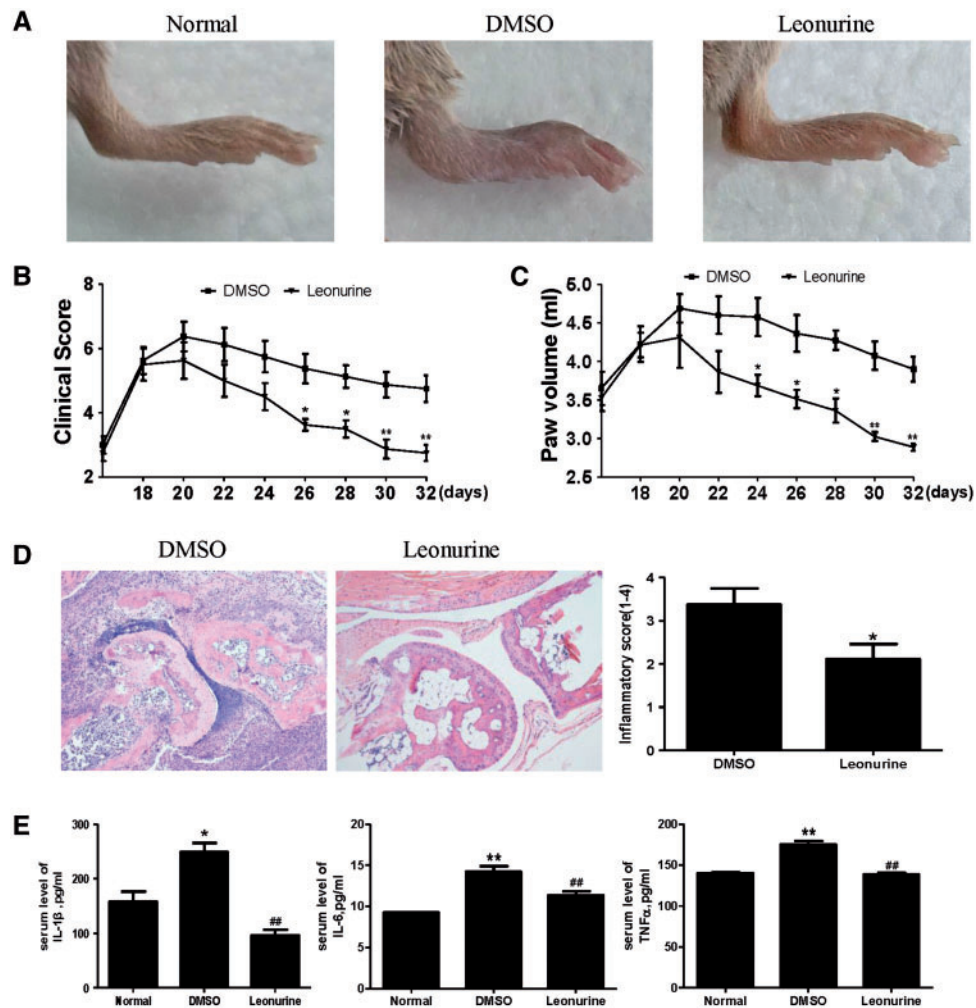 A
Normal
DMSO
Leonurine
B
DMSO
Leonurine
Clinical Score
8
6
4
2
18 20 22 24 26 28 30 32 (days)
*
*
**
**
C
DMSO
Leonurine
Paw volume (ml)
5.0
4.5
4.0
3.5
3.0
2.5
18 20 22 24 26 28 30 32 (days)
*
*
*
**
**
D
DMSO
Leonurine
Inflammatory score(1-4)
4
3
2
1
0
*
DMSO Leonurine
E
serum level of
IL-1β, pg/ml
300
200
100
0
*
##
Normal DMSO Leonurine
serum level of
IL-6,pg/ml
20
15
10
5
0
**
##
Normal DMSO Leonurine
serum level of
TNFα,pg/ml
200
150
100
50
0
**
##
Normal DMSO Leonurine